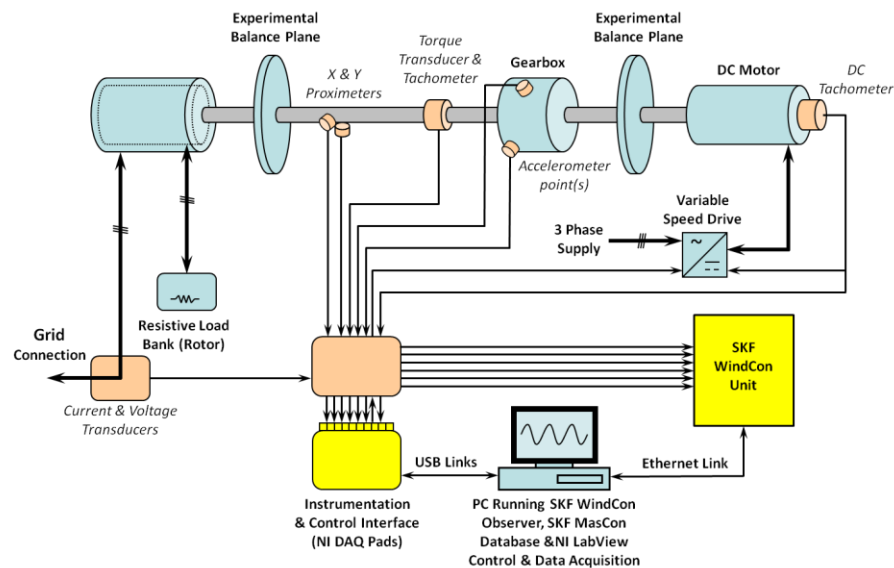 Experimental
Balance Plane
X & Y
Proximeters
Torque
Transducer &
Tachometer
Gearbox
Experimental
Balance Plane
DC Motor
DC
Tachometer
Accelerometer
point(s)
Variable
Speed Drive
3 Phase
Supply
Resistive Load
Bank (Rotor)
Grid
Connection
Current & Voltage
Transducers
SKF
WindCon
Unit
USB Links
Ethernet Link
Instrumentation
& Control Interface
(NI DAQ Pads)
PC Running SKF WindCon
Observer, SKF MasCon
Database &NI LabView
Control & Data Acquisition